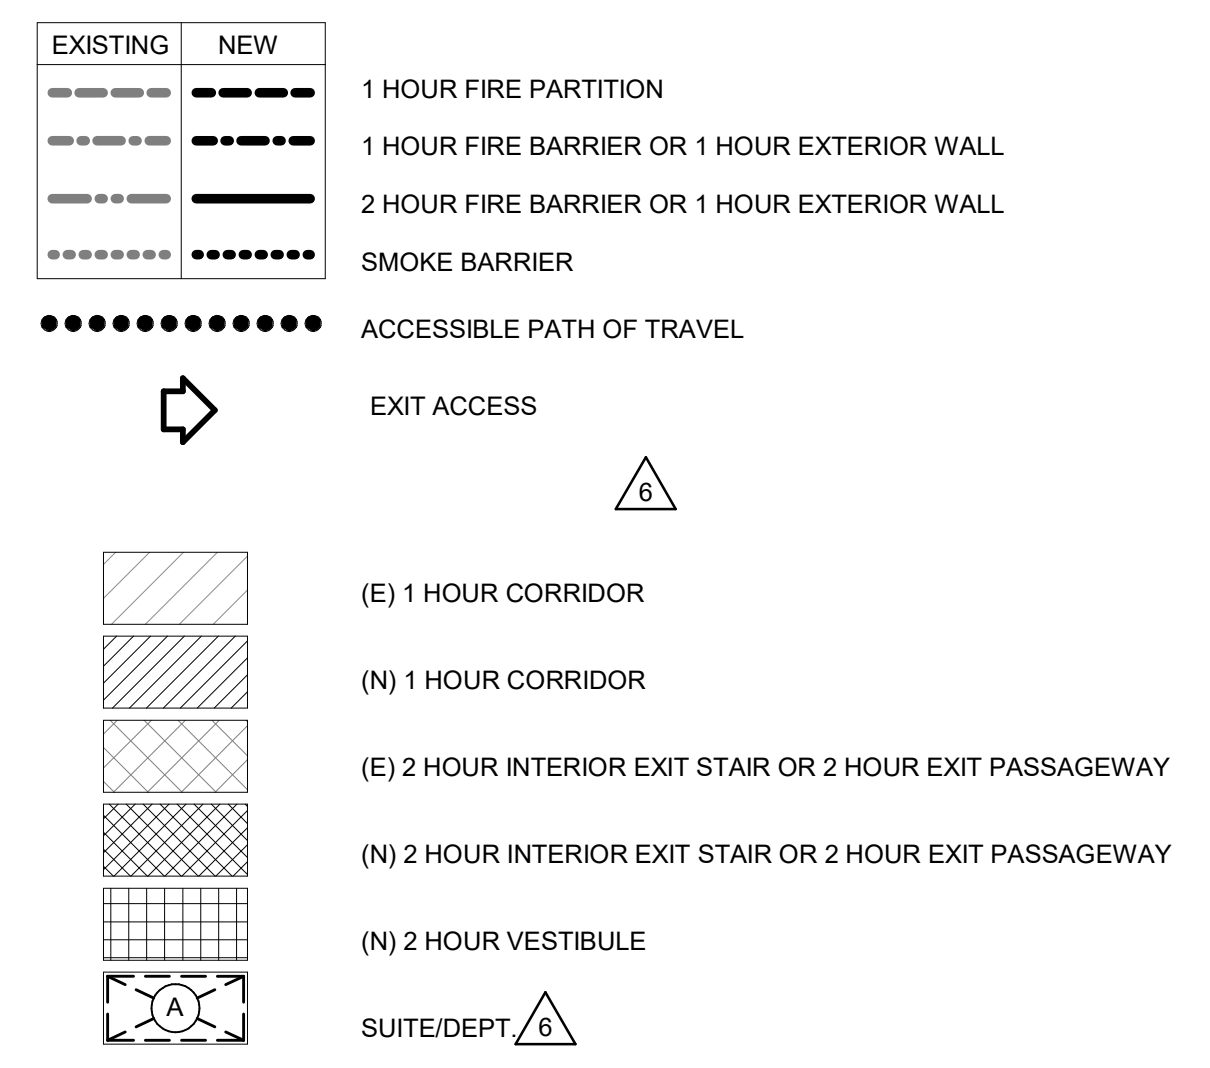 EXISTING NEW
1 HOUR FIRE PARTITION
1 HOUR FIRE BARRIER OR 1 HOUR EXTERIOR WALL
2 HOUR FIRE BARRIER OR 1 HOUR EXTERIOR WALL
SMOKE BARRIER
ACCESSIBLE PATH OF TRAVEL
EXIT ACCESS
6
(E) 1 HOUR CORRIDOR
(N) 1 HOUR CORRIDOR
(E) 2 HOUR INTERIOR EXIT STAIR OR 2 HOUR EXIT PASSAGEWAY
(N) 2 HOUR INTERIOR EXIT STAIR OR 2 HOUR EXIT PASSAGEWAY
(N) 2 HOUR VESTIBULE
A SUITE/DEPT. 6